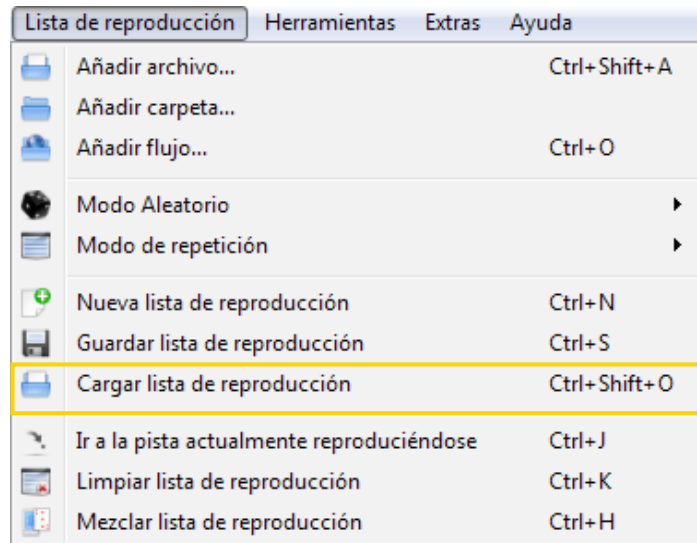 Lista de reproducción Herramientas Extras Ayuda
Añadir archivo... Ctrl+Shift+A
Añadir carpeta...
Añadir flujo... Ctrl+O
Modo Aleatorio
Modo de repetición
Nueva lista de reproducción Ctrl+N
Guardar lista de reproducción Ctrl+S
Cargar lista de reproducción Ctrl+Shift+O
Ir a la pista actualmente reproduciéndose Ctrl+J
Limpiar lista de reproducción Ctrl+K
Mezclar lista de reproducción Ctrl+H